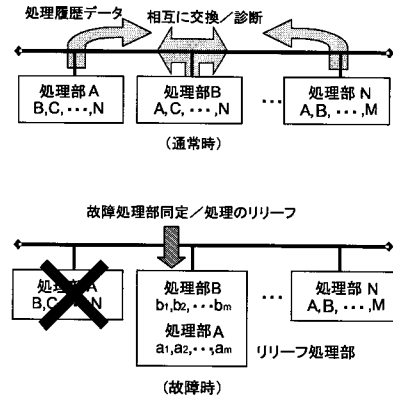 処理履歴データ
相互に交換／診断
処理部A
B,C,･･･,N
処理部B
A,C,･･･,N
･･･
処理部N
A,B,･･･,M
(通常時)
故障処理部同定／処理のリリーフ
処理部A
B,C,･･･,N
処理部B
b1,b2,･･･bm
処理部A
a1,a2,･･･,am
･･･
処理部N
A,B,･･･,M
リリーフ処理部
(故障時)